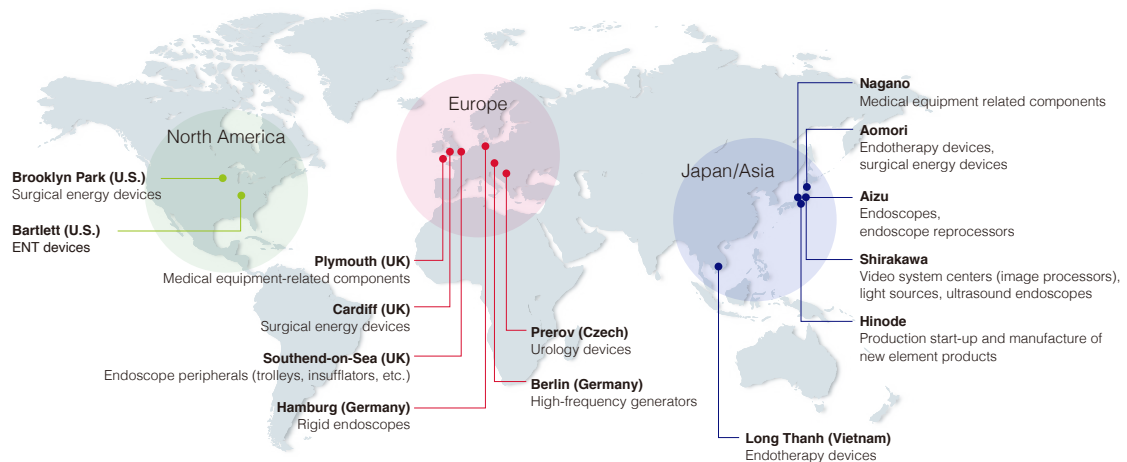 North America
Brooklyn Park (U.S.)
Surgical energy devices
Bartlett (U.S.)
ENT devices
Europe
Plymouth (UK)
Medical equipment-related components
Cardiff (UK)
Surgical energy devices
Southend-on-Sea (UK)
Endoscope peripherals (trolleys, insufflators, etc.)
Hamburg (Germany)
Rigid endoscopes
Prerov (Czech)
Urology devices
Berlin (Germany)
High-frequency generators
Japan/Asia
Nagano
Medical equipment related components
Aomori
Endotherapy devices,
surgical energy devices
Aizu
Endoscopes,
endoscope reprocessors
Shirakawa
Video system centers (image processors),
light sources, ultrasound endoscopes
Hinode
Production start-up and manufacture of
new element products
Long Thanh (Vietnam)
Endotherapy devices